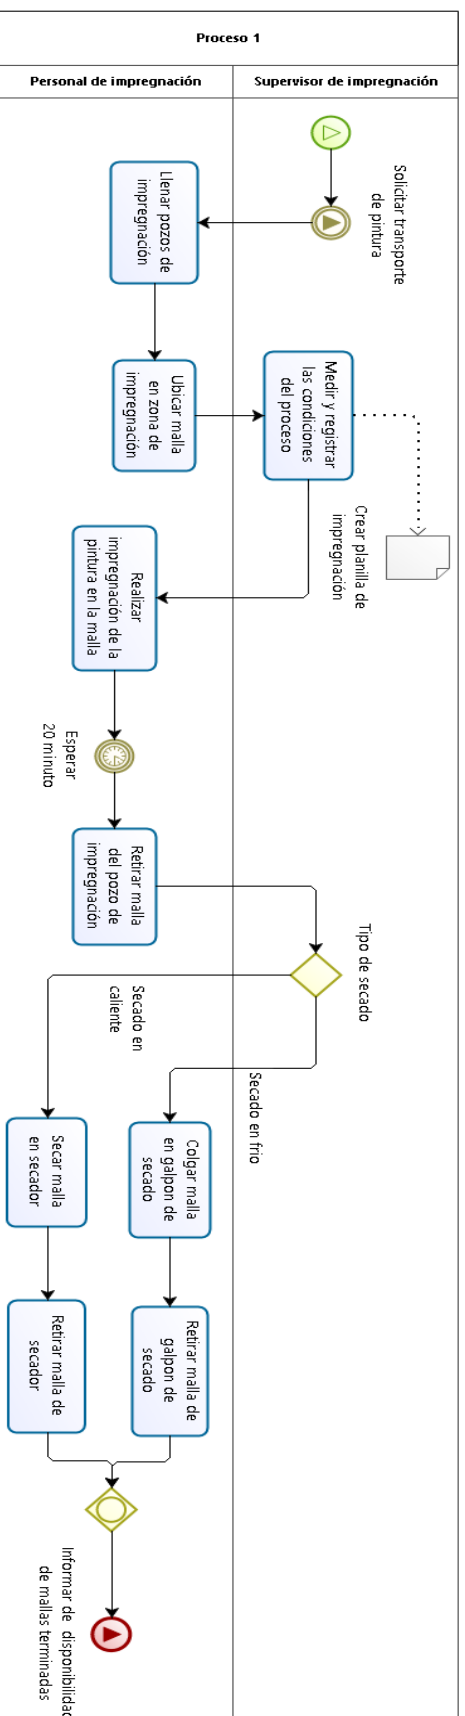 Proceso 1
Personal de impregnación
Supervisor de impregnación
Solicitar transporte
de pintura
Llenar pozos de
impregnación
Ubicar malla
en zona de
impregnación
Medir y registrar
las condiciones
del proceso
Crear planilla de
impregnación
Realizar
impregnación de la
pintura en la malla
Esperar
20 minuto
Retirar malla
del pozo de
impregnación
Tipo de secado
Secado en
caliente
Secado en frio
Colgar malla
en galpon de
secado
Secar malla
en secador
Retirar malla de
galpon de
secado
Retirar malla de
secador
Informar de disponibilidad
de mallas terminadas